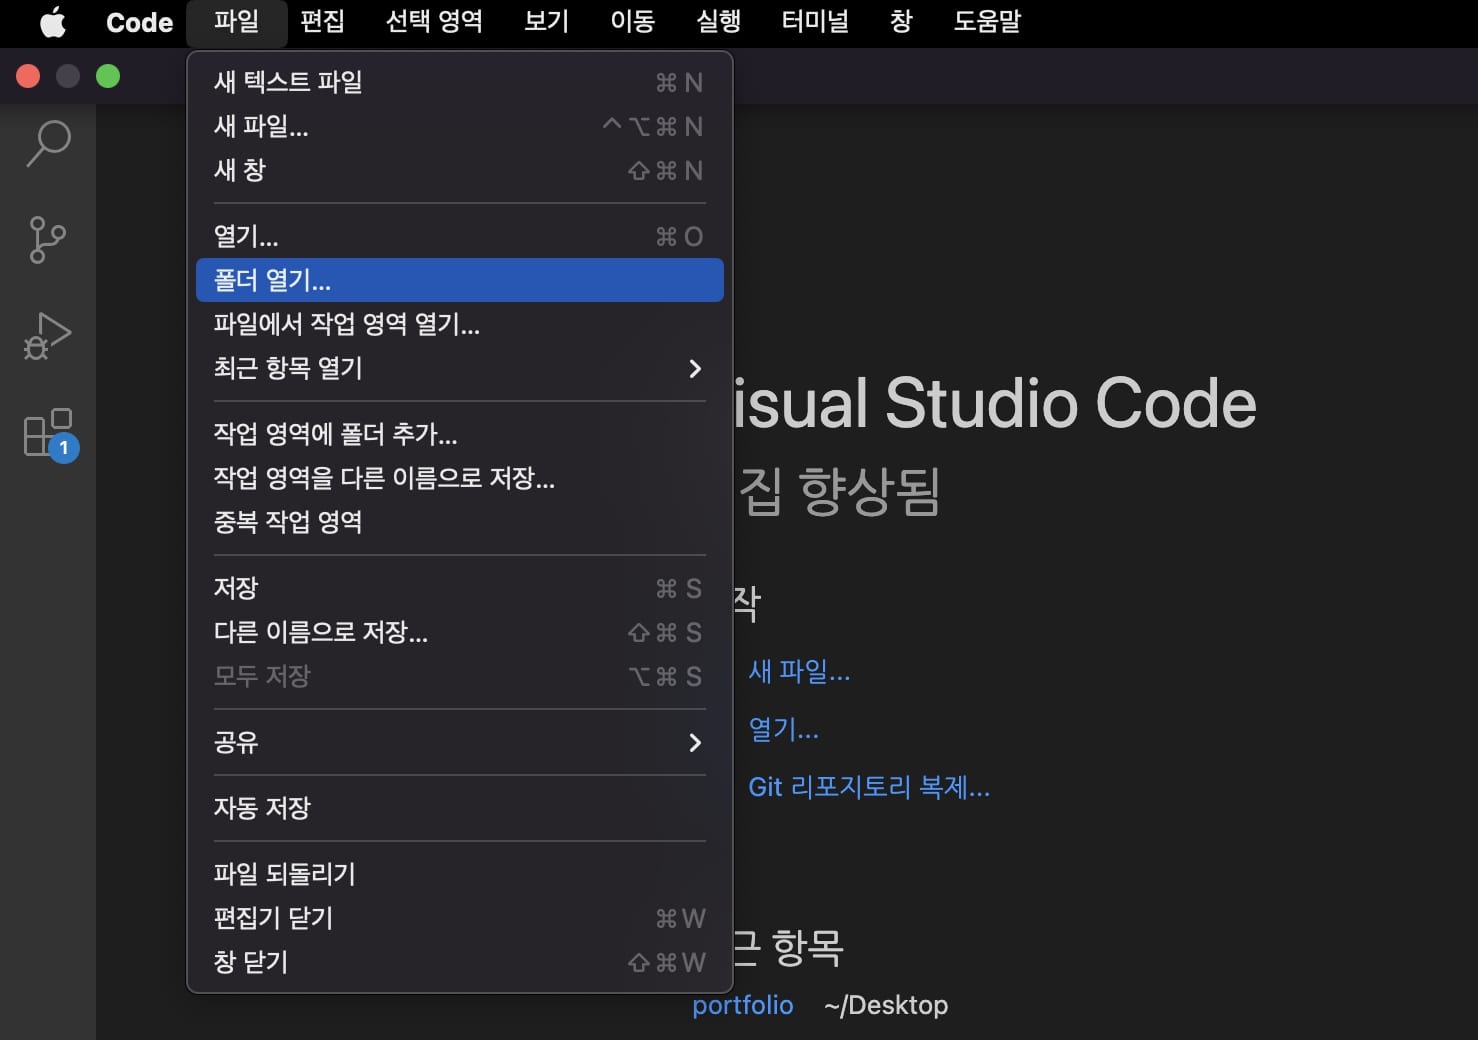 Code 파일 편집 선택 영역 보기 이동 실행 터미널 창 도움말
새 텍스트 파일 ⌘ N
새 파일... ^ ⌥ ⌘ N
새 창 ⇧ ⌘ N
열기... ⌘ O
폴더 열기...
파일에서 작업 영역 열기...
최근 항목 열기
작업 영역에 폴더 추가...
작업 영역을 다른 이름으로 저장...
중복 작업 영역
저장 ⌘ S
다른 이름으로 저장... ⇧ ⌘ S
모두 저장 ⌥ ⌘ S
공유
자동 저장
파일 되돌리기
편집기 닫기 ⌘ W
창 닫기 ⇧ ⌘ W
1
isual Studio Code
집 향상됨
작
새 파일...
열기...
Git 리포지토리 복제...
근 항목
portfolio ~/Desktop